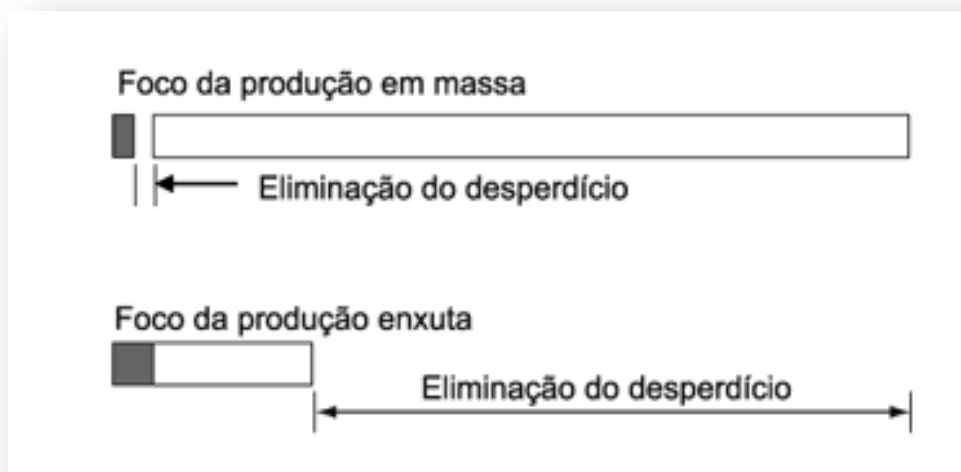 Foco da produção em massa
Eliminação do desperdício
Foco da produção enxuta
Eliminação do desperdício